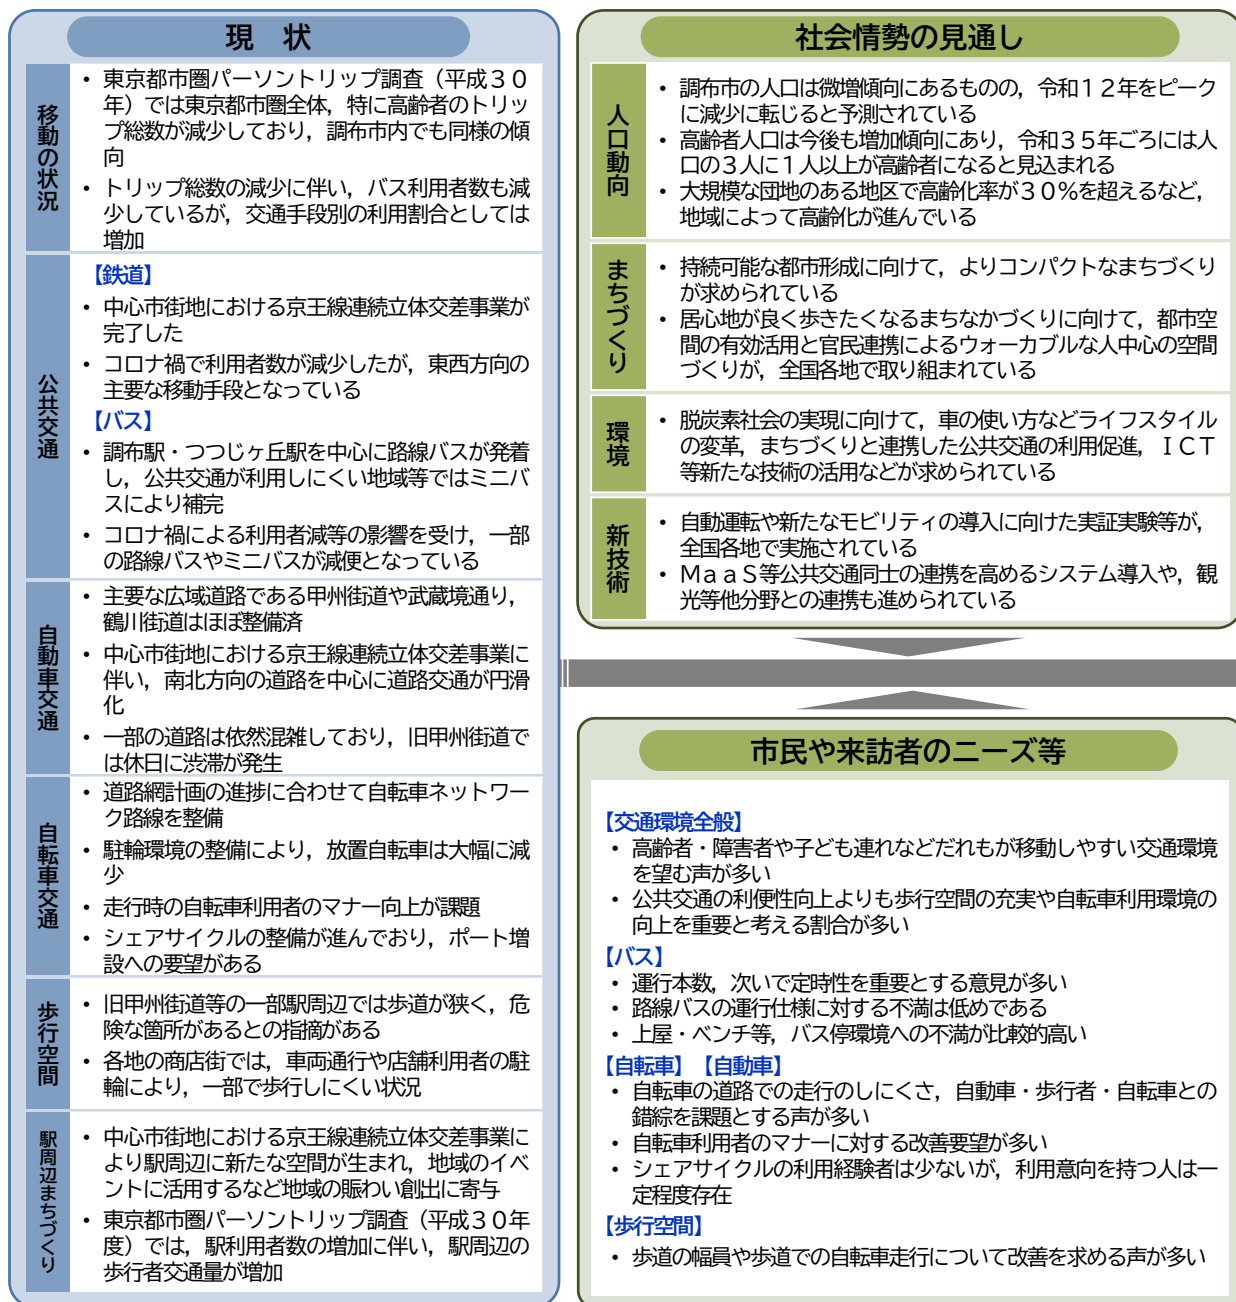 現　状
移動の状況
• 東京都市圏パーソントリップ調査（平成３０
年）では東京都市圏全体，特に高齢者のトリッ
プ総数が減少しており，調布市内でも同様の傾
向
• トリップ総数の減少に伴い，バス利用者数も減
少しているが，交通手段別の利用割合としては
増加
公共交通
【鉄道】
• 中心市街地における京王線連続立体交差事業が
完了した
• コロナ禍で利用者数が減少したが，東西方向の
主要な移動手段となっている
【バス】
• 調布駅・つつじヶ丘駅を中心に路線バスが発着
し，公共交通が利用しにくい地域等ではミニバ
スにより補完
• コロナ禍による利用者減等の影響を受け，一部
の路線バスやミニバスが減便となっている
自動車交通
• 主要な広域道路である甲州街道や武蔵境通り，
鶴川街道はほぼ整備済
• 中心市街地における京王線連続立体交差事業に
伴い，南北方向の道路を中心に道路交通が円滑
化
• 一部の道路は依然混雑しており，旧甲州街道で
は休日に渋滞が発生
自転車交通
• 道路網計画の進捗に合わせて自転車ネットワー
ク路線を整備
• 駐輪環境の整備により，放置自転車は大幅に減
少
• 走行時の自転車利用者のマナー向上が課題
• シェアサイクルの整備が進んでおり，ポート増
設への要望がある
歩行空間
• 旧甲州街道等の一部駅周辺では歩道が狭く，危
険な箇所があるとの指摘がある
• 各地の商店街では，車両通行や店舗利用者の駐
輪により，一部で歩行しにくい状況
駅周辺まちづくり
• 中心市街地における京王線連続立体交差事業に
より駅周辺に新たな空間が生まれ，地域のイベ
ントに活用するなど地域の賑わい創出に寄与
• 東京都市圏パーソントリップ調査（平成３０年
度）では，駅利用者数の増加に伴い，駅周辺の
歩行者交通量が増加
社会情勢の見通し
人口動向
• 調布市の人口は微増傾向にあるものの，令和１２年をピーク
に減少に転じると予測されている
• 高齢者人口は今後も増加傾向にあり，令和３５年ごろには人
口の３人に１人以上が高齢者になると見込まれる
• 大規模な団地のある地区で高齢化率が３０％を超えるなど，
地域によって高齢化が進んでいる
まちづくり
• 持続可能な都市形成に向けて，よりコンパクトなまちづくり
が求められている
• 居心地が良く歩きたくなるまちなかづくりに向けて，都市空
間の有効活用と官民連携によるウォーカブルな人中心の空間
づくりが，全国各地で取り組まれている
環境
• 脱炭素社会の実現に向けて，車の使い方などライフスタイル
の変革，まちづくりと連携した公共交通の利用促進，ＩＣＴ
等新たな技術の活用などが求められている
新技術
• 自動運転や新たなモビリティの導入に向けた実証実験等が，
全国各地で実施されている
• ＭａａＳ等公共交通同士の連携を高めるシステム導入や，観
光等他分野との連携も進められている
市民や来訪者のニーズ等
【交通環境全般】
• 高齢者・障害者や子ども連れなどだれもが移動しやすい交通環境
を望む声が多い
• 公共交通の利便性向上よりも歩行空間の充実や自転車利用環境の
向上を重要と考える割合が多い
【バス】
• 運行本数，次いで定時性を重要とする意見が多い
• 路線バスの運行仕様に対する不満は低めである
• 上屋・ベンチ等，バス停環境への不満が比較的高い
【自転車】【自動車】
• 自転車の道路での走行のしにくさ，自動車・歩行者・自転車との
錯綜を課題とする声が多い
• 自転車利用者のマナーに対する改善要望が多い
• シェアサイクルの利用経験者は少ないが，利用意向を持つ人は一
定程度存在
【歩行空間】
• 歩道の幅員や歩道での自転車走行について改善を求める声が多い